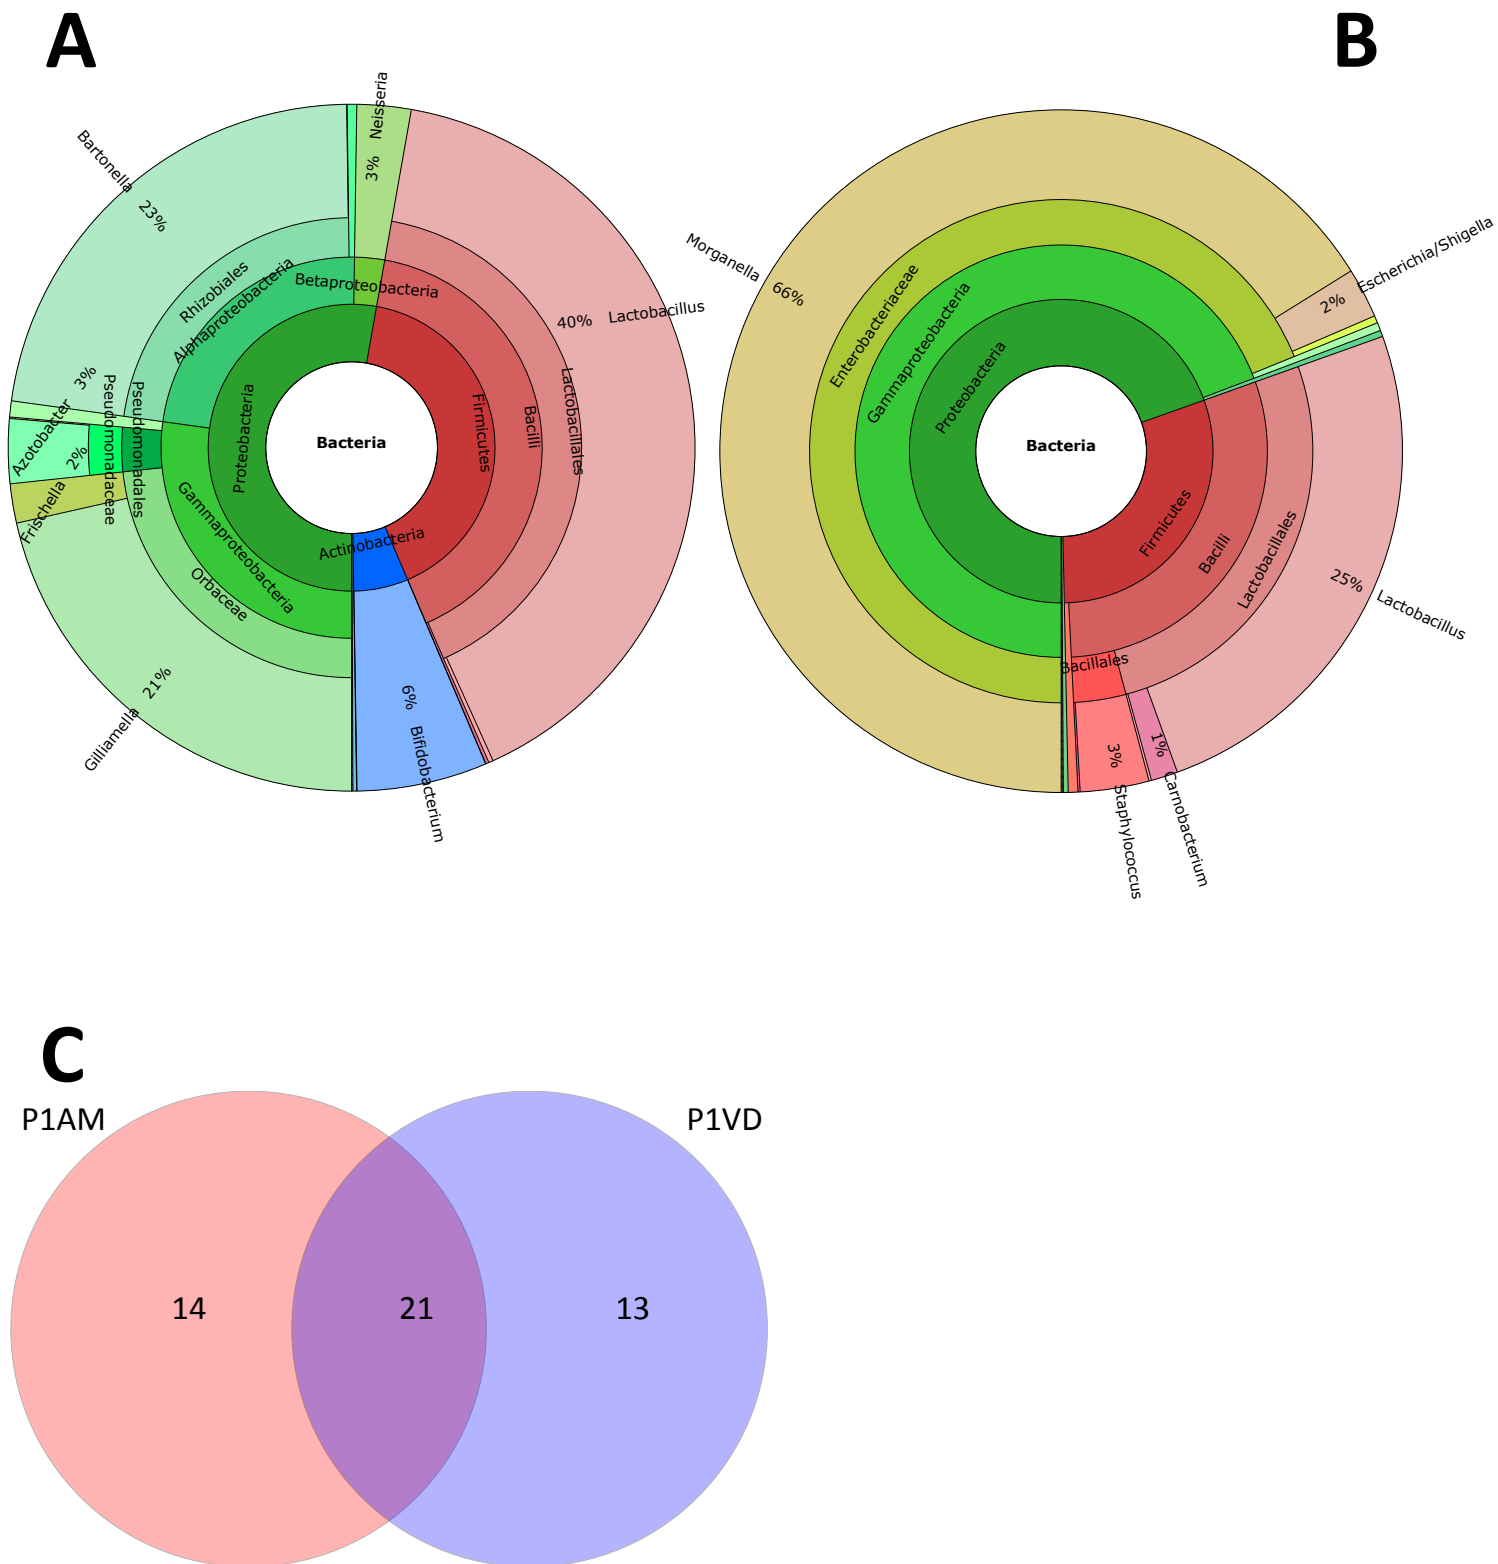 A
B
Neisseria
3%
Bartonella
23%
Rhizobiales
Alphaproteobacteria
Betaproteobacteria
40%
Lactobacillus
3%
Azotobacter
2%
Pseudomonadaceae
Pseudomonadales
Proteobacteria
Bacteria
Firmicutes
Bacilli
Lactobacillales
Frischella
Gammaproteobacteria
Orbaceae
Actinobacteria
Gilliamella
21%
6%
Bifidobacterium
Morganella
66%
Enterobacteriaceae
Gammaproteobacteria
Proteobacteria
Bacteria
Escherichia/Shigella
2%
Firmicutes
Bacilli
Lactobacillales
25%
Lactobacillus
Bacillales
3%
Staphylococcus
1%
Carnobacterium
C
P1AM
P1VD
14
21
13